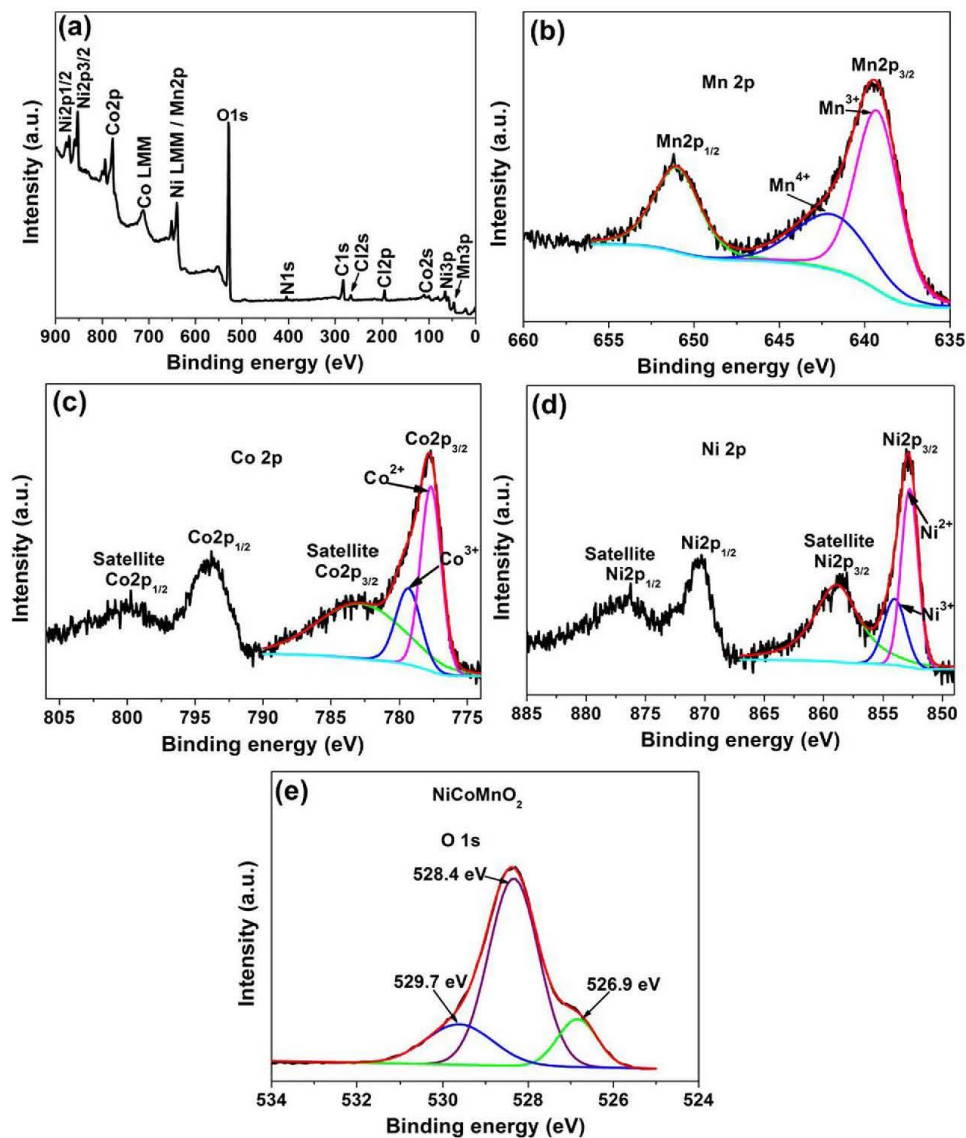 (a)
Ni2p1/2
Ni2p3/2
Co2p
Co LMM
Ni LMM / Mn2p
O1s
N1s
C1s
Cl2s
Cl2p
Co2s
Ni3p
Mn3p
Intensity (a.u.)
900 800 700 600 500 400 300 200 100 0
Binding energy (eV)
(b)
Mn 2p
Mn2p3/2
Mn3+
Mn2p1/2
Mn4+
Intensity (a.u.)
660 655 650 645 640 635
Binding energy (eV)
(c)
Co 2p
Co2p3/2
Co2+
Co2p1/2
Satellite
Co2p1/2
Satellite
Co2p3/2
Co3+
Intensity (a.u.)
805 800 795 790 785 780 775
Binding energy (eV)
(d)
Ni 2p
Ni2p3/2
Ni2+
Satellite
Ni2p1/2
Ni2p1/2
Satellite
Ni2p3/2
Ni3+
Intensity (a.u.)
885 880 875 870 865 860 855 850
Binding energy (eV)
(e)
NiCoMnO2
O 1s
528.4 eV
529.7 eV
526.9 eV
Intensity (a.u.)
534 532 530 528 526 524
Binding energy (eV)